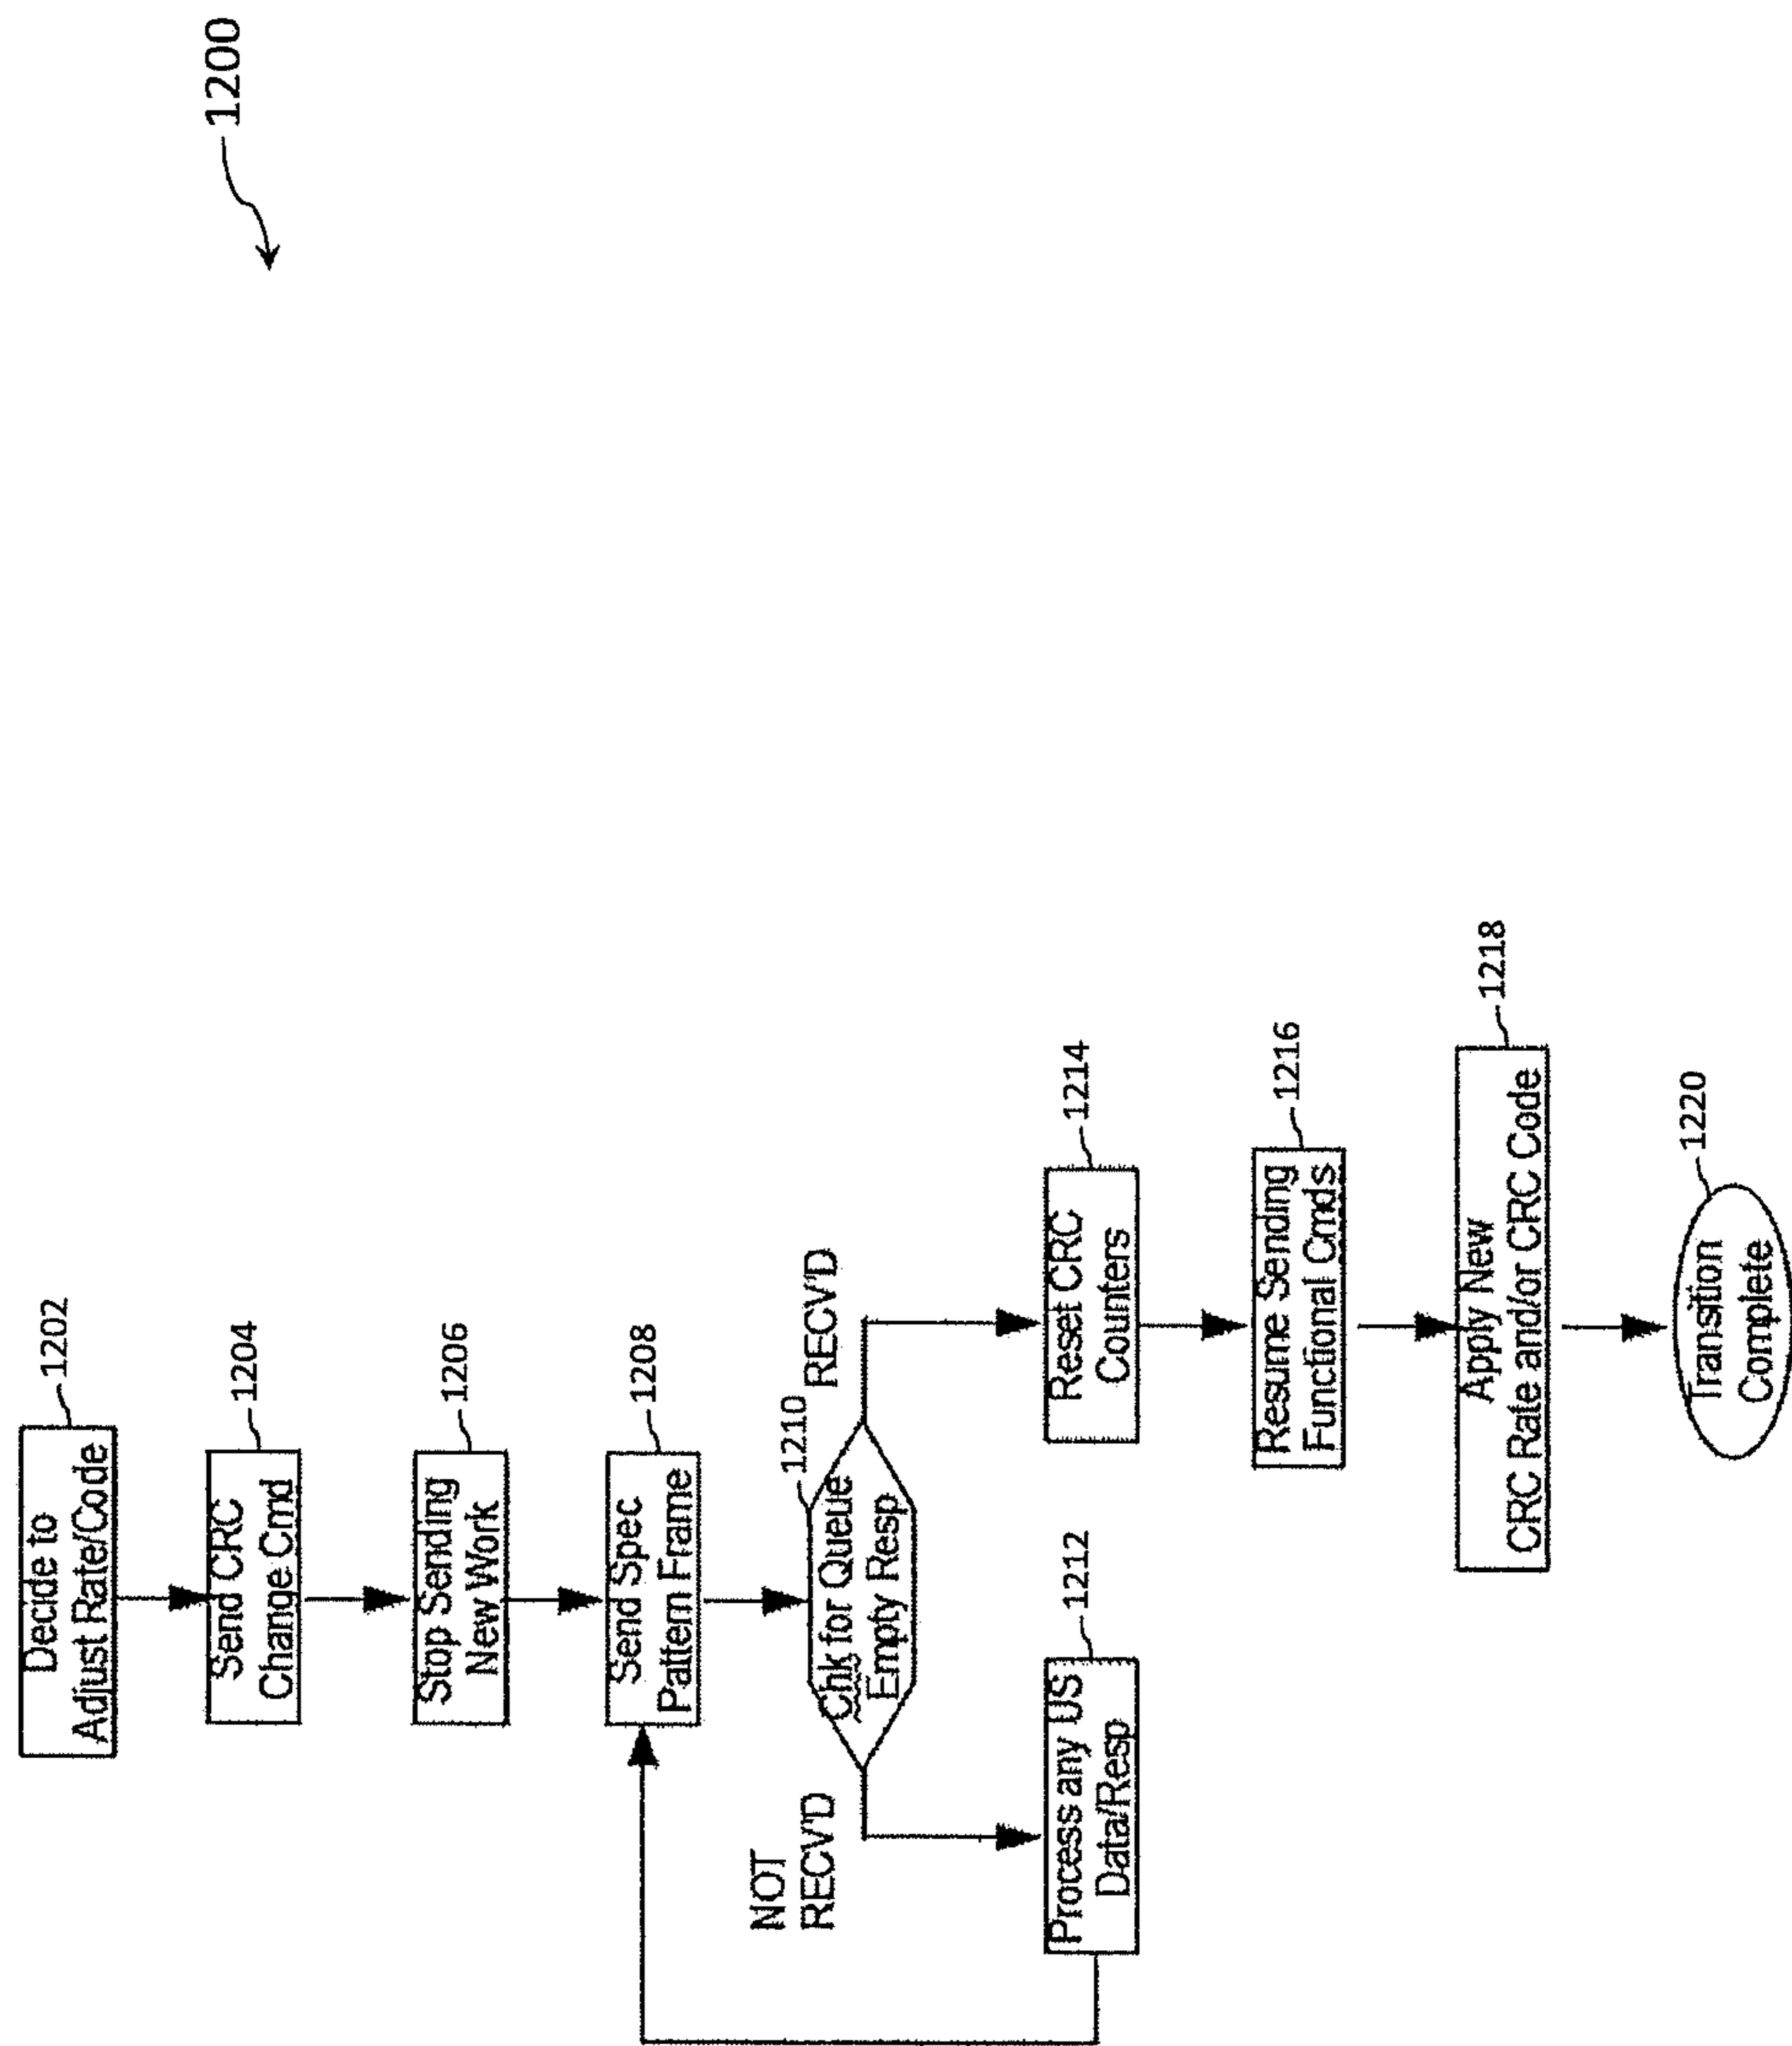 1200
Decide to
Adjust Rate/Code
1202
Send CRC
Change Cmd
1204
Stop Sending
New Work
1206
Send Spec
Pattern Frame
1208
Chk for Queue
Empty Resp
1210
NOT
RECV'D
RECV'D
Process any US
Data/Resp
1212
Reset CRC
Counters
1214
Resume Sending
Functional Cmds
1216
Apply New
CRC Rate and/or CRC Code
1218
Transition
Complete
1220